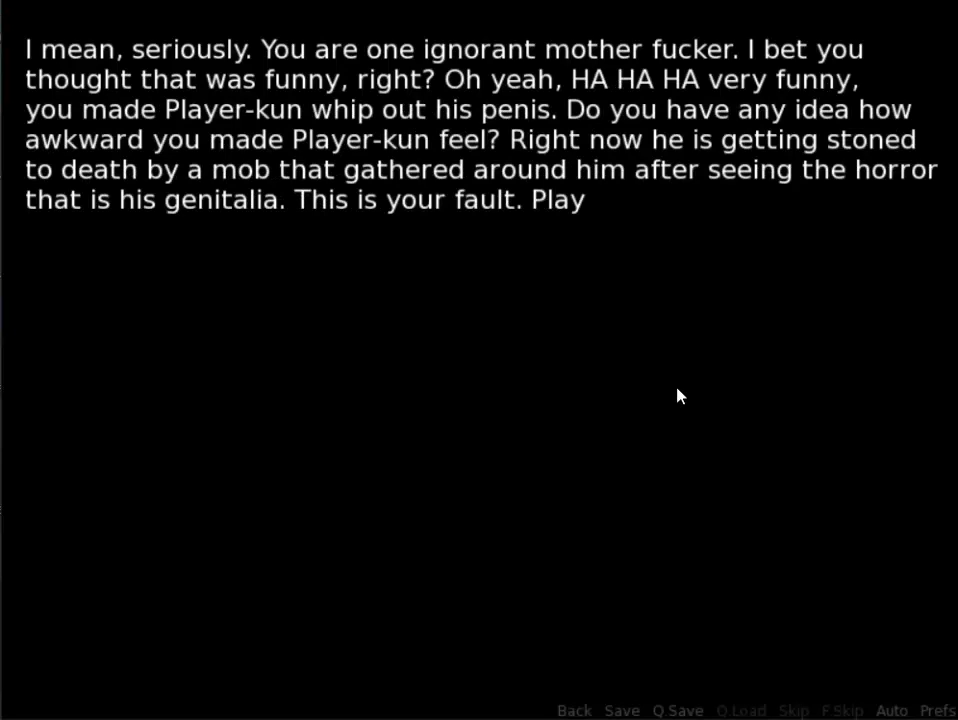 I mean, seriously. You are one ignorant mother fucker. I bet you
thought that was funny, right? Oh yeah, HA HA HA very funny,
you made Player-kun whip out his penis. Do you have any idea how
awkward you made Player-kun feel? Right now he is getting stoned
to death by a mob that gathered around him after seeing the horror
that is his genitalia. This is your fault. Play
Back Save Q.Save Q.Load Skip F.Skip Auto Prefs